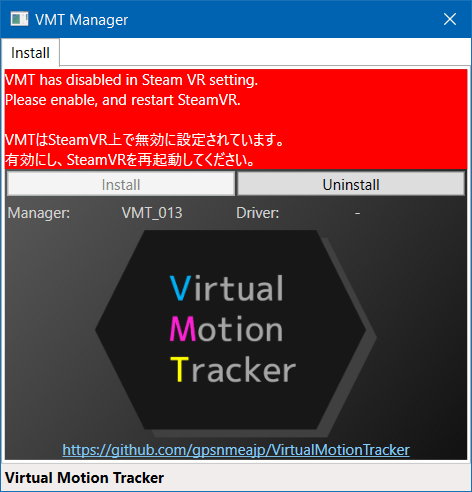 VMT Manager
Install
VMT has disabled in Steam VR setting.
Please enable, and restart SteamVR.
VMTはSteamVR上で無効に設定されています。
有効にし、SteamVRを再起動してください。
Install Uninstall
Manager: VMT_013 Driver: -
Virtual
Motion
Tracker
https://github.com/gpsnmeajp/VirtualMotionTracker
Virtual Motion Tracker